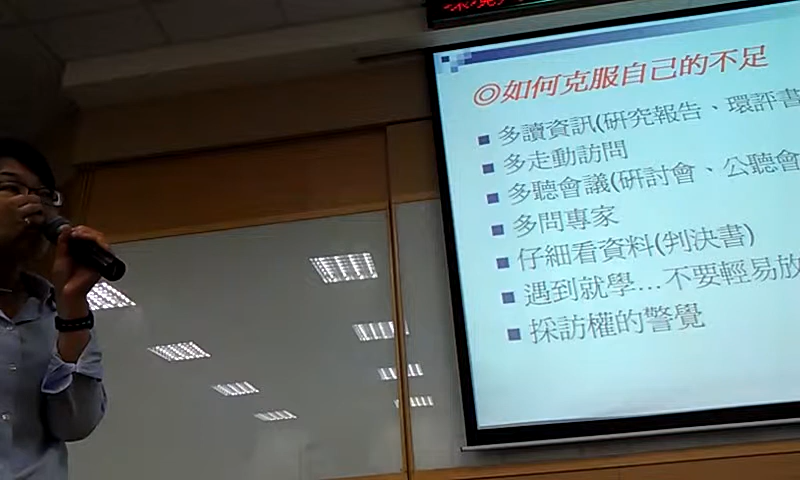 ◎如何克服自己的不足
多讀資訊(研究報告、環評書
多走動訪問
多聽會議(研討會、公聽會
多問專家
仔細看資料(判決書)
遇到就學...不要輕易放
採訪權的警覺